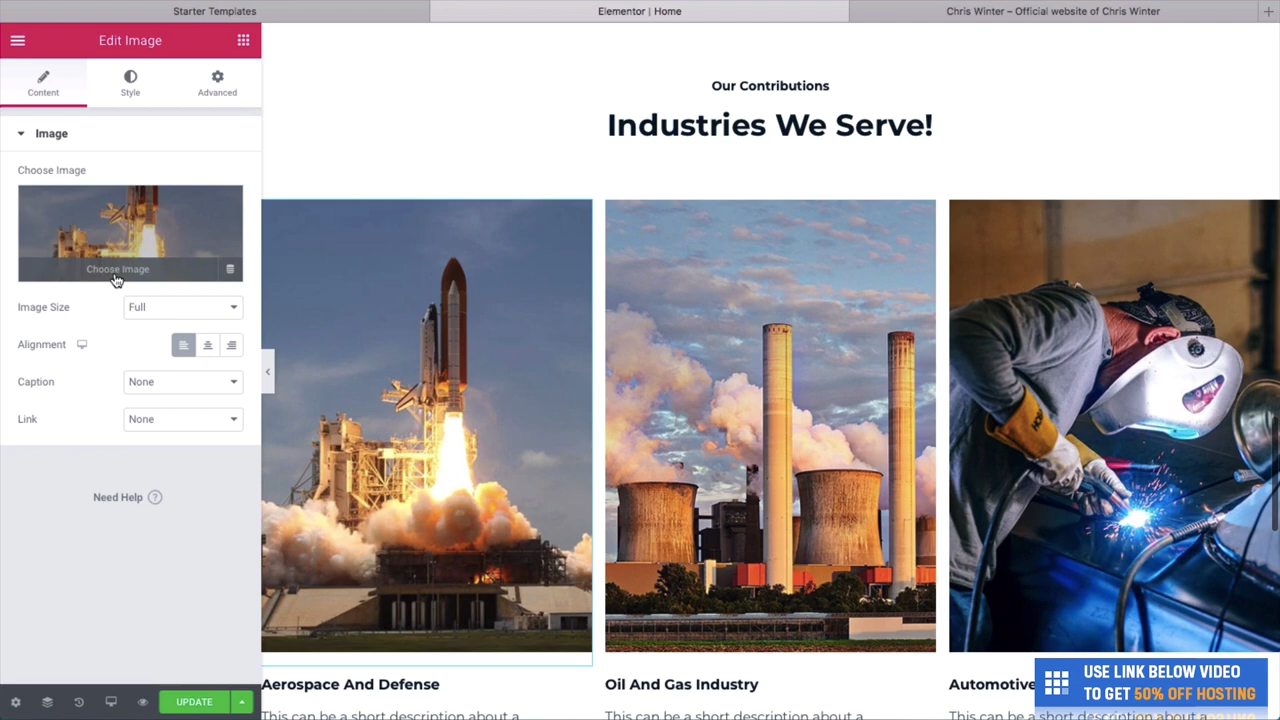 Starter Templates
Elementor | Home
Chris Winter – Official website of Chris Winter
Edit Image
Content
Style
Advanced
Image
Choose Image
Choose Image
Image Size
Full
Alignment
Caption
None
Link
None
Need Help
?
UPDATE
Our Contributions
Industries We Serve!
Aerospace And Defense
Oil And Gas Industry
Automotive
This can be a short description about a
This can be a short description about a
USE LINK BELOW VIDEO
TO GET 50% OFF HOSTING